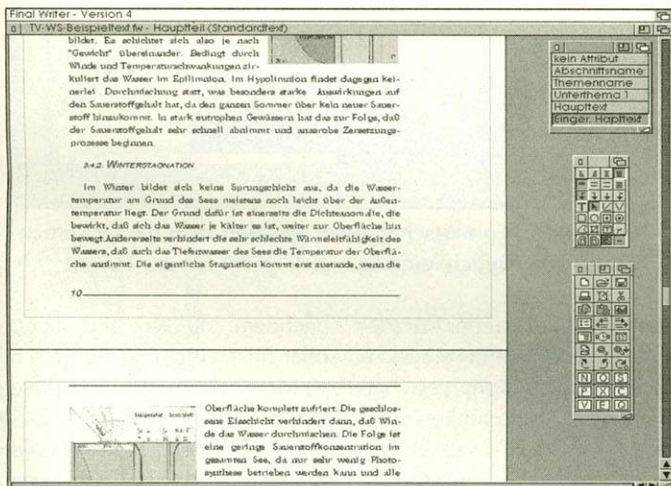 Final Writer - Version 4
TV-WS-Beispieltext.fw - Hauptteil (Standardtext)
bildet. Es schichtet sich also je nach
"Gewicht" übereinander. Bedingt durch
Winde und Temperaturschwankungen zir-
kuliert das Wasser im Epilimnion. Im Hypolimnion findet dagegen kei-
nerlei Durchmischung statt, was besonders starke Auswirkungen auf
den Sauerstoffgehalt hat, da den ganzen Sommer über kein neuer Sauer-
stoff hinzukommt. In stark eutrophen Gewässern hat das zur Folge, daß
der Sauerstoffgehalt sehr schnell abnimmt und anaerobe Zersetzungs-
prozesse beginnen.
3.4.2. WINTERSTAGNATION
Im Winter bildet sich keine Sprungschicht aus, da die Wasser-
temperatur am Grund des Sees meistens noch leicht über der Außen-
temperatur liegt. Der Grund dafür ist einerseits die Dichteanomalie, die
bewirkt, daß sich das Wasser je kälter es ist, weiter zur Oberfläche hin
bewegt. Andererseits verhindert die sehr schlechte Wärmeleitfähigkeit des
Wassers, daß auch das Tiefenwasser des Sees die Temperatur der Oberflä-
che annimmt. Die eigentliche Stagnation kommt erst zustande, wenn die
10
Oberfläche komplett zufriert. Die geschlos-
sene Eisschicht verhindert dann, daß Win-
de das Wasser durchmischen. Die Folge ist
eine geringe Sauerstoffkonzentration im
gesamten See, da nur sehr wenig Photo-
synthese betrieben werden kann und alle
kein Attribut
Abschnittsname
Themenname
Unterthema 1
Haupttext
Einger. Hapttext
N O S
P X C
V E G